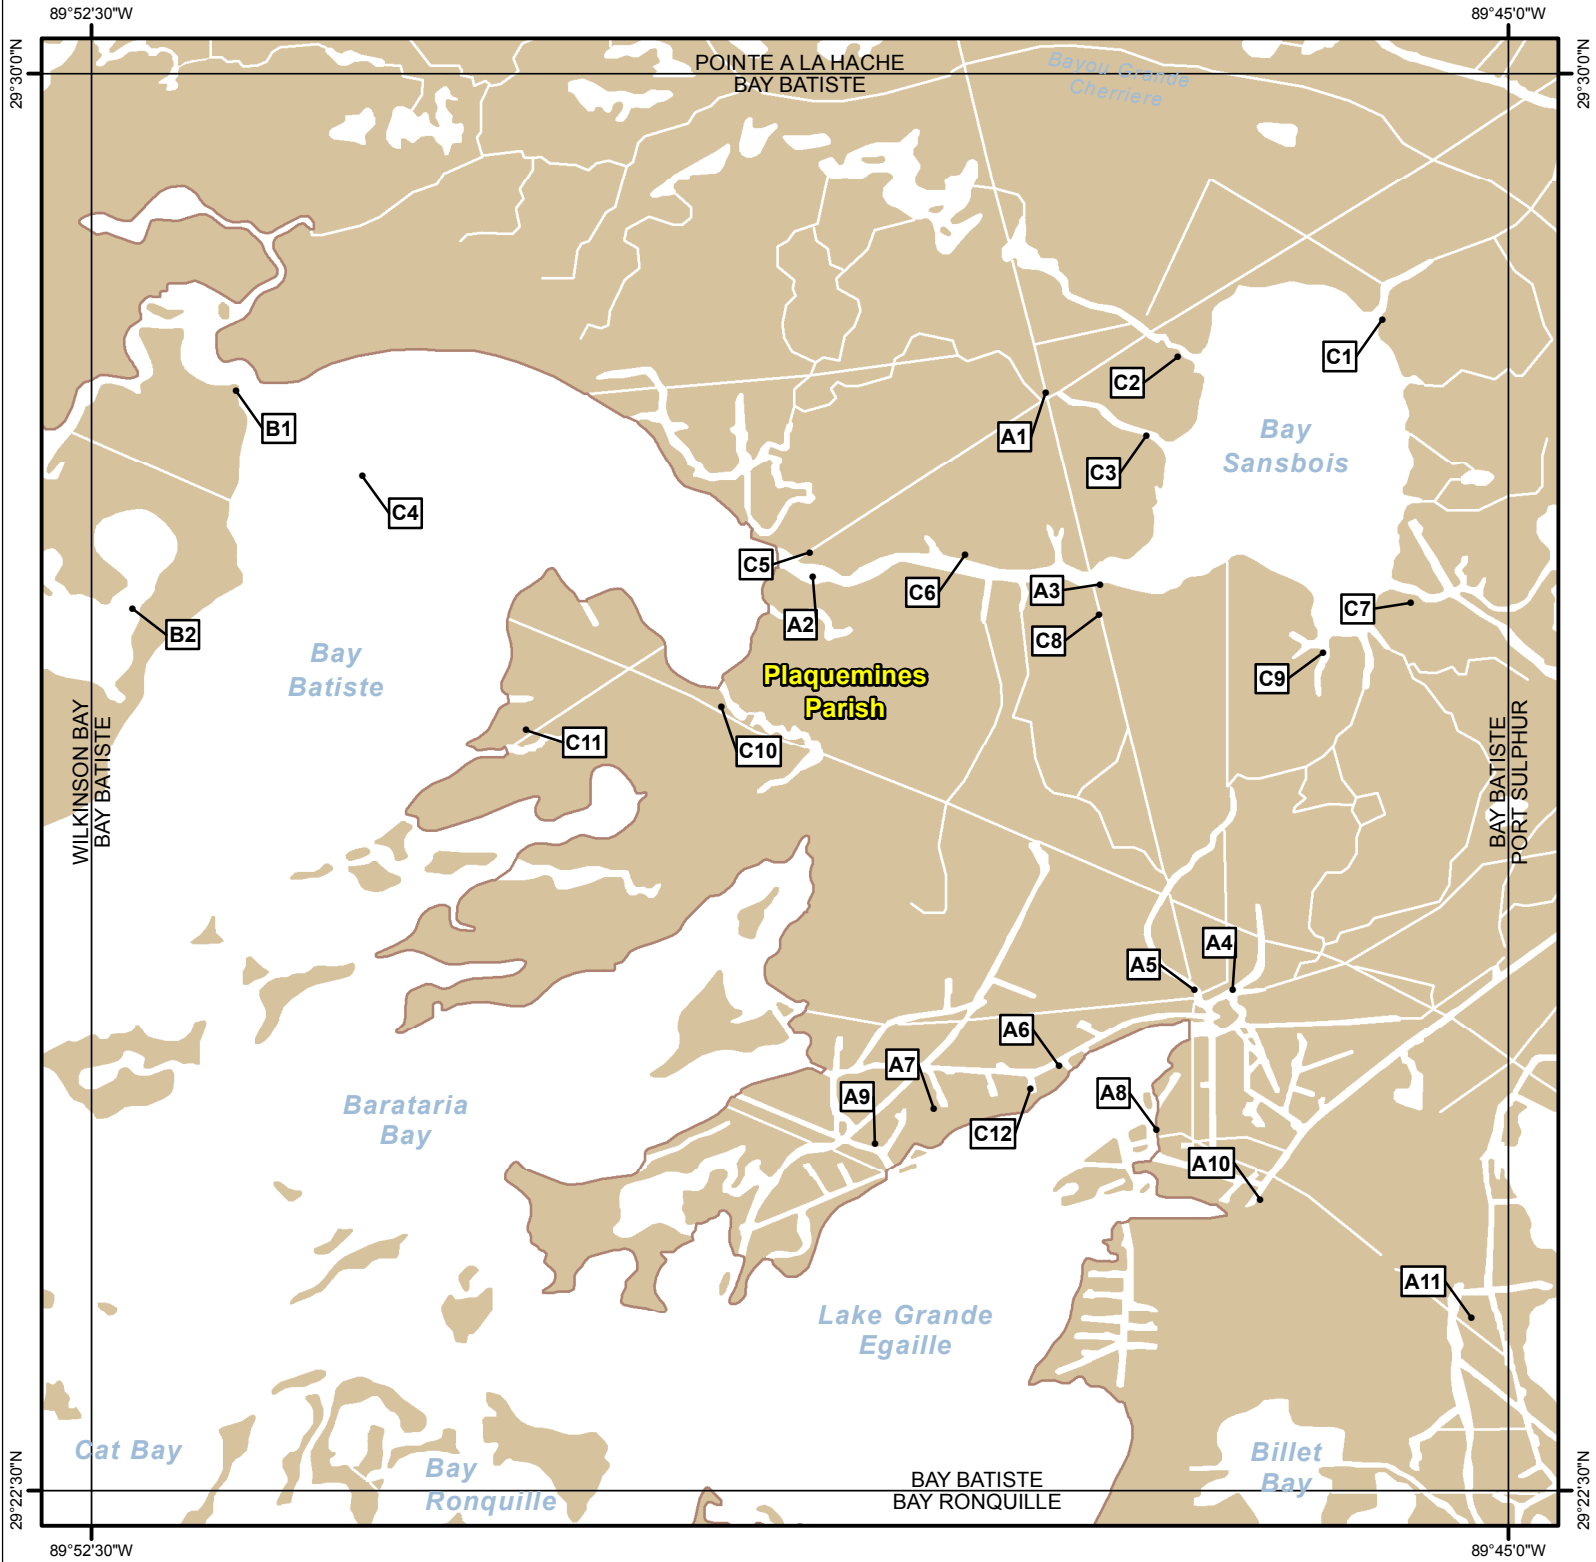 89°52'30"W
89°45'0"W
29°30'0"N
29°30'0"N
POINTE A LA HACHE
BAY BATISTE
Bayou Grande
Cherriere
C1
C2
B1
A1
Bay
Sansbois
C3
C4
C5
C6
A3
C7
A2
B2
C8
Bay
Batiste
Plaquemines
Parish
C9
C11
C10
WILKINSON BAY
BAY BATISTE
BAY BATISTE
PORT SULPHUR
A4
A5
A6
A7
A8
A9
Barataria
Bay
C12
A10
A11
Lake Grande
Egaille
Cat Bay
Bay
Ronquille
Billet
Bay
BAY BATISTE
BAY RONQUILLE
29°22'30"N
29°22'30"N
89°52'30"W
89°45'0"W